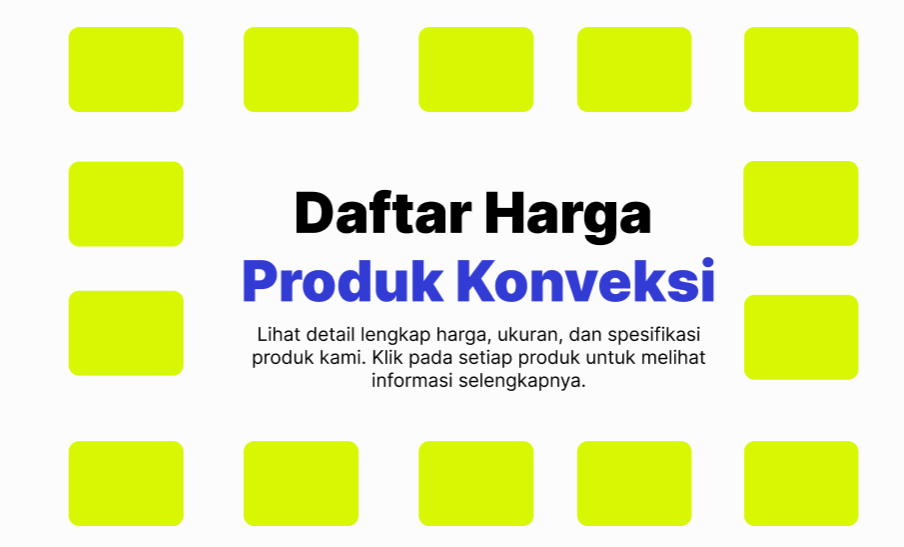 Daftar Harga
Produk Konveksi
Lihat detail lengkap harga, ukuran, dan spesifikasi
produk kami. Klik pada setiap produk untuk melihat
informasi selengkapnya.